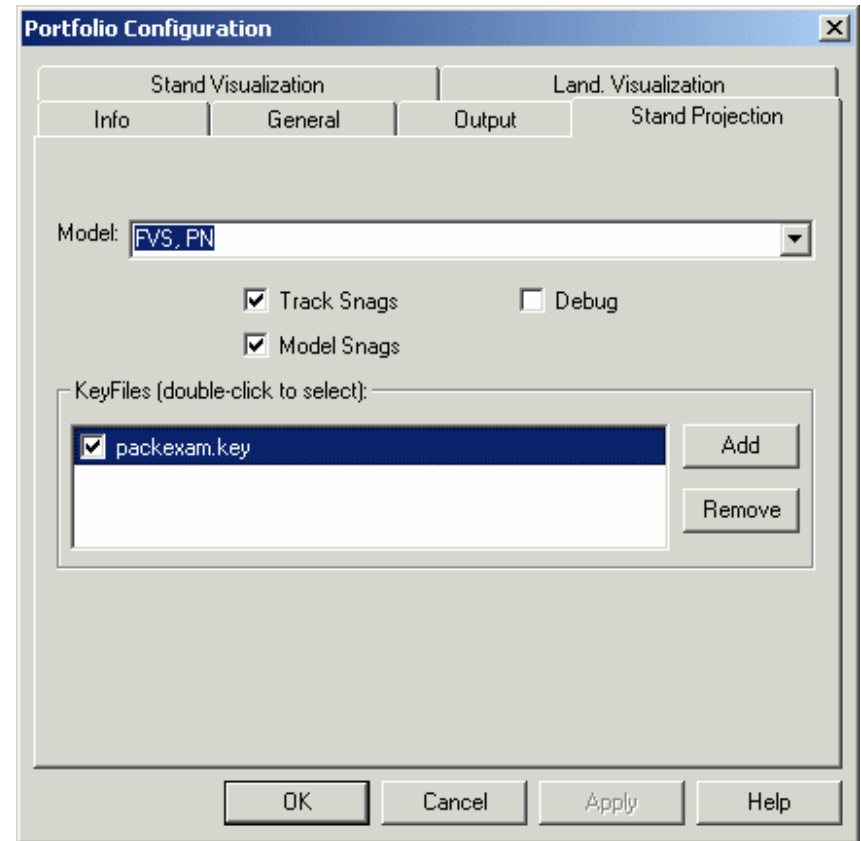 Portfolio Configuration
Stand Visualization Land. Visualization
Info General Output Stand Projection
Model: FVS, PN
Track Snags Debug
Model Snags
KeyFiles (double-click to select):
packexam.key Add
Remove
OK Cancel Apply Help